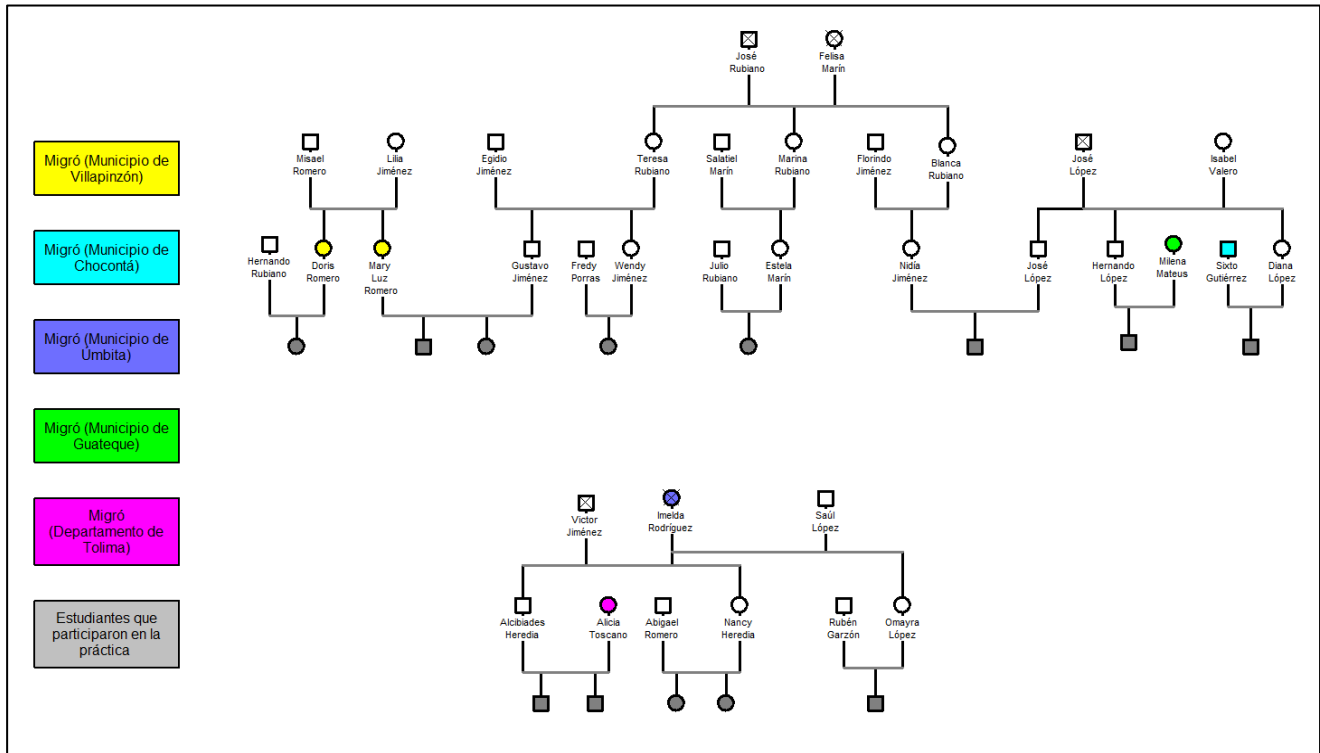 José
Rubiano
Felisa
Marín
Migró (Municipio de
Villapinzón)
Misael
Romero
Lilia
Jiménez
Egidio
Jiménez
Teresa
Rubiano
Salatiel
Marín
Marina
Rubiano
Florindo
Jiménez
Blanca
Rubiano
José
López
Isabel
Valero
Migró (Municipio de
Chocontá)
Hernando
Rubiano
Doris
Romero
Mary
Luz
Romero
Gustavo
Jiménez
Fredy
Porras
Wendy
Jiménez
Julio
Rubiano
Estela
Marín
Nidía
Jiménez
José
López
Hernando
López
Milena
Mateus
Sixto
Gutiérrez
Diana
López
Migró (Municipio de
Úmbita)
Migró (Municipio de
Guateque)
Migró
(Departamento de
Tolima)
Victor
Jiménez
Imelda
Rodríguez
Saúl
López
Estudiantes que
participaron en la
práctica
Alcibiades
Heredia
Alicia
Toscano
Abigael
Romero
Nancy
Heredia
Rubén
Garzón
Omayra
López